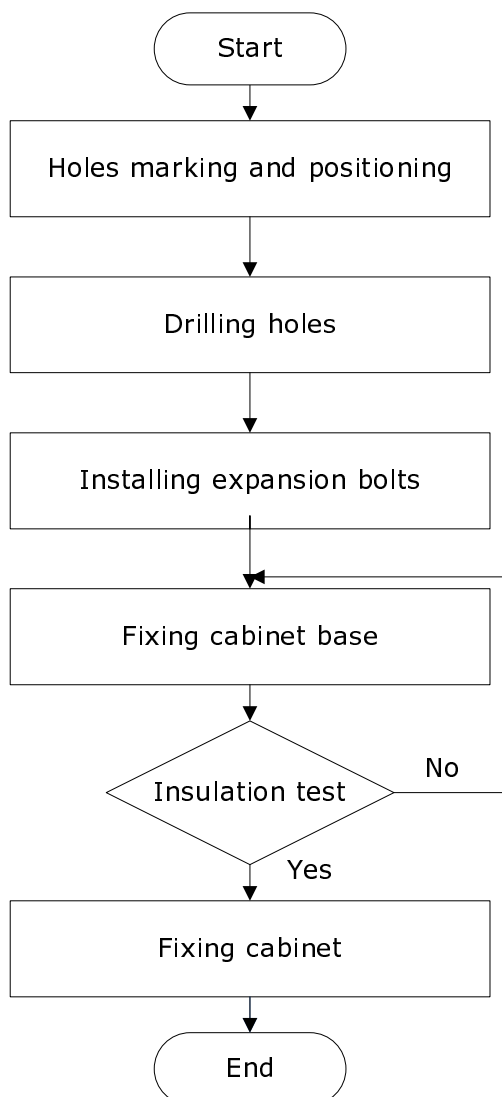 Start
Holes marking and positioning
Drilling holes
Installing expansion bolts
Fixing cabinet base
No
Insulation test
Yes
Fixing cabinet
End